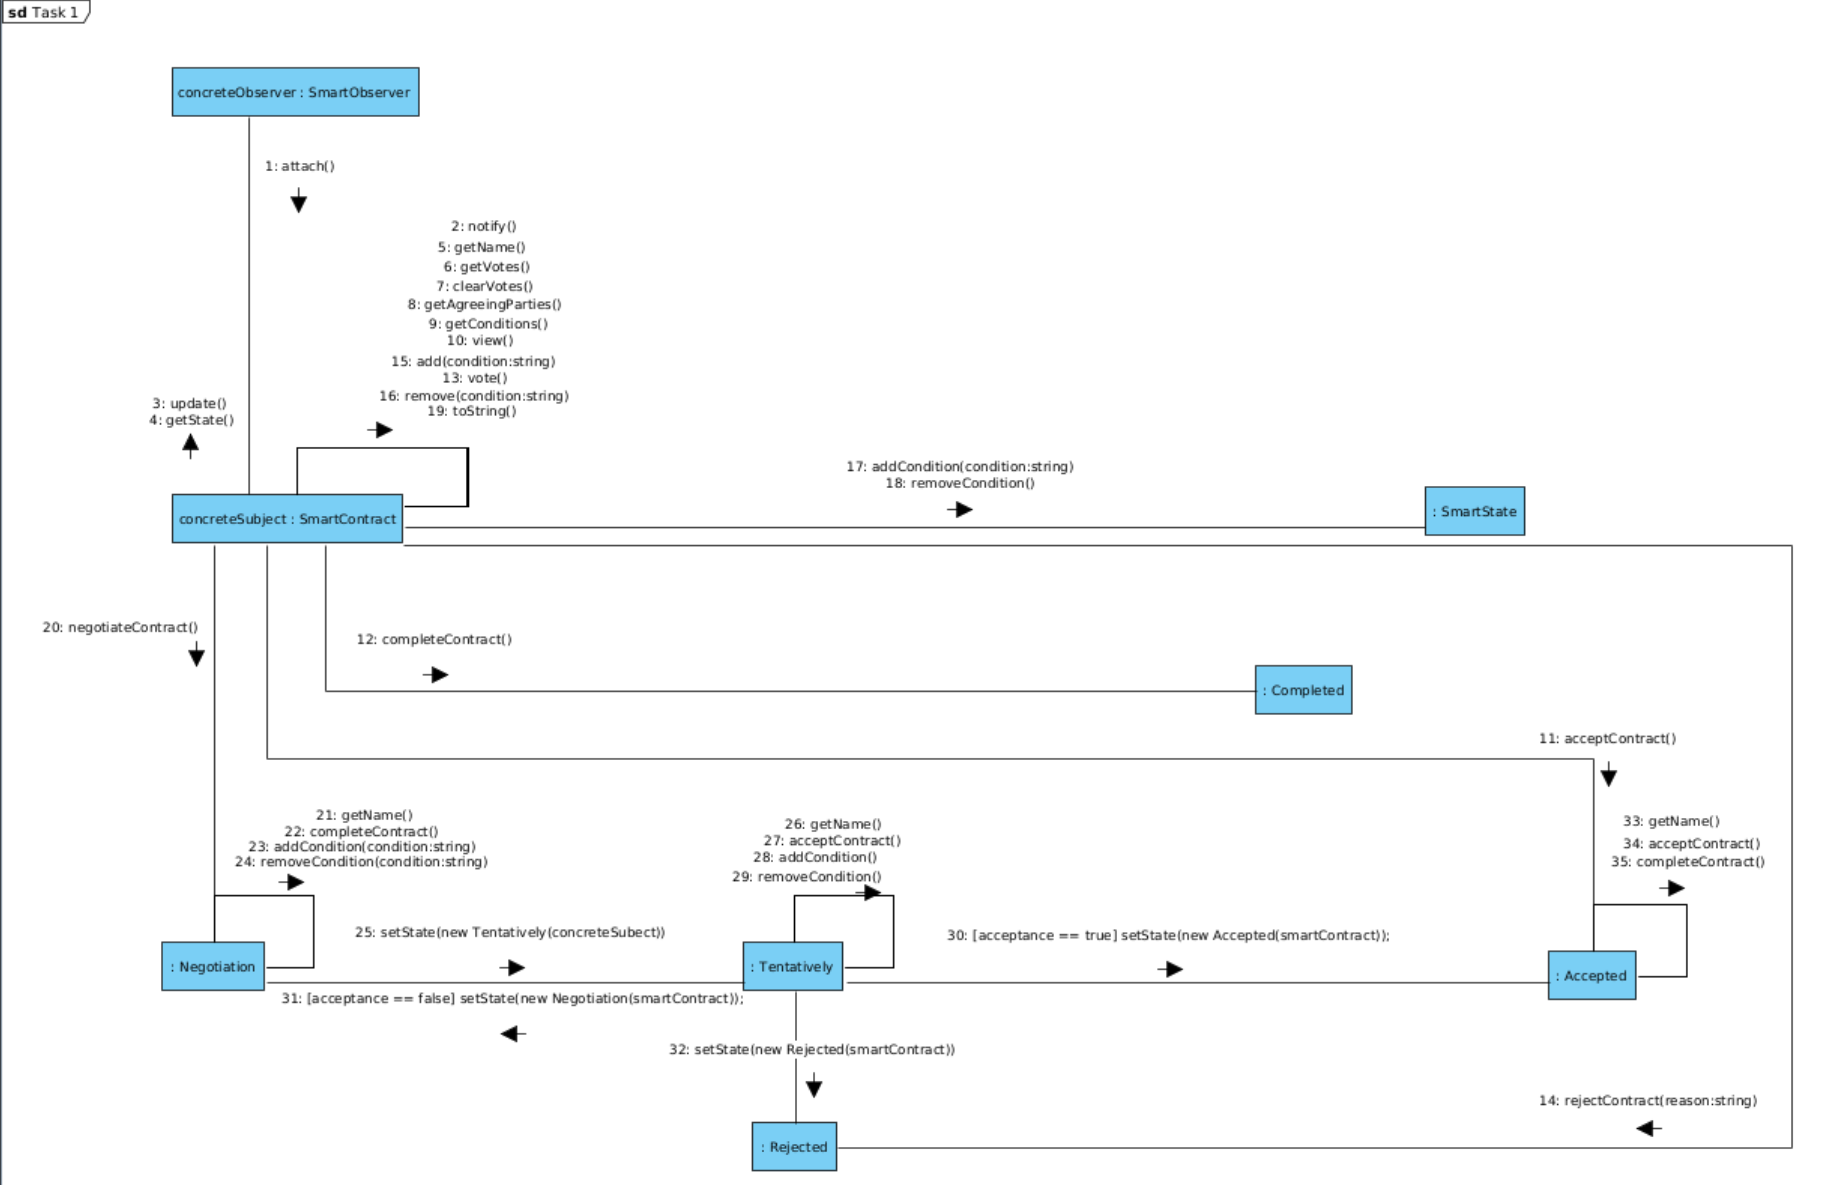 sd Task 1
concreteObserver : SmartObserver
1: attach()
2: notify()
5: getName()
6: getVotes()
7: clearVotes()
8: getAgreeingParties()
9: getConditions()
10: view()
15: add(condition:string)
13: vote()
16: remove(condition:string)
19: toString()
3: update()
4: getState()
17: addCondition(condition:string)
18: removeCondition()
concreteSubject : SmartContract
: SmartState
20: negotiateContract()
12: completeContract()
: Completed
11: acceptContract()
21: getName()
22: completeContract()
23: addCondition(condition:string)
24: removeCondition(condition:string)
26: getName()
27: acceptContract()
28: addCondition()
29: removeCondition()
33: getName()
34: acceptContract()
35: completeContract()
25: setState(new Tentatively(concreteSubect))
30: [acceptance == true] setState(new Accepted(smartContract));
: Negotiation
: Tentatively
: Accepted
31: [acceptance == false] setState(new Negotiation(smartContract));
32: setState(new Rejected(smartContract))
14: rejectContract(reason:string)
: Rejected